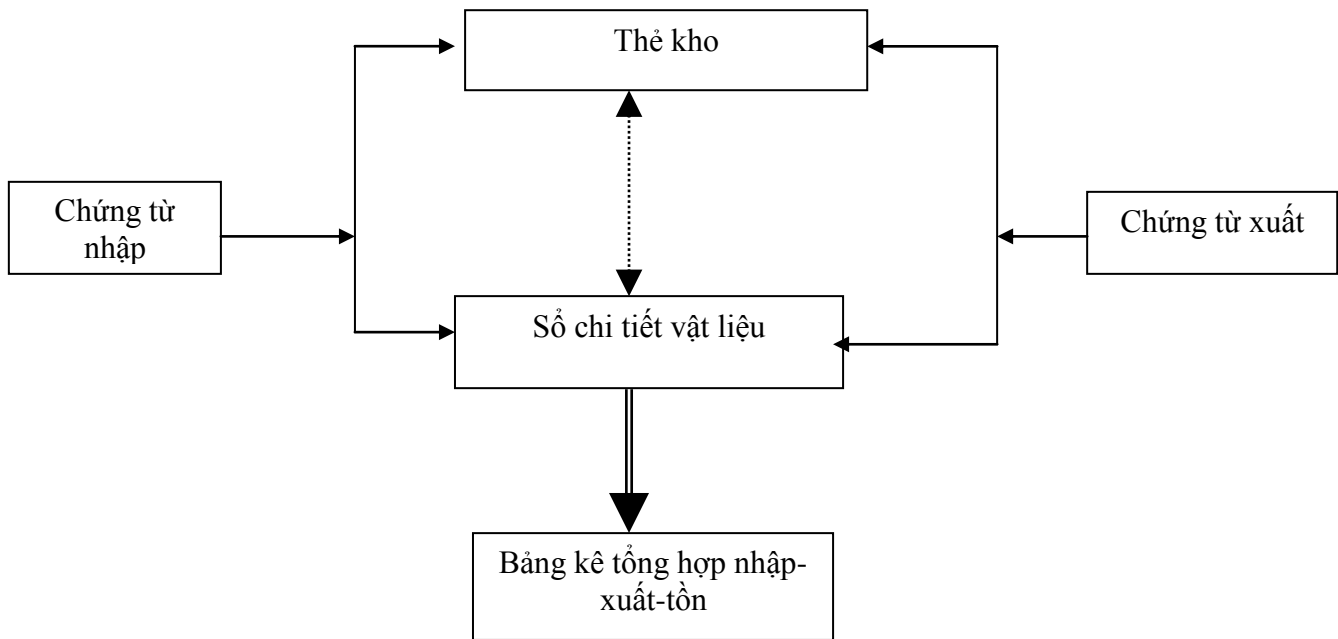 Thẻ kho
Chứng từ
nhập
Chứng từ xuất
Sổ chi tiết vật liệu
Bảng kê tổng hợp nhập-
xuất-tồn